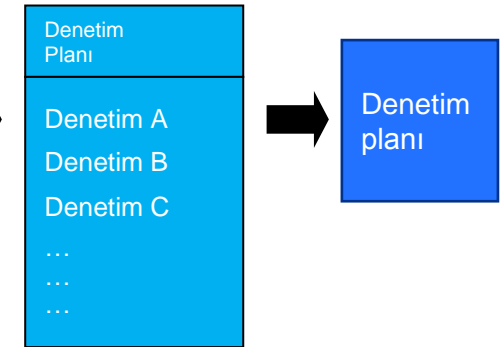 Denetim
Planı
Denetim A
Denetim B
Denetim C
…
…
…
Denetim
planı